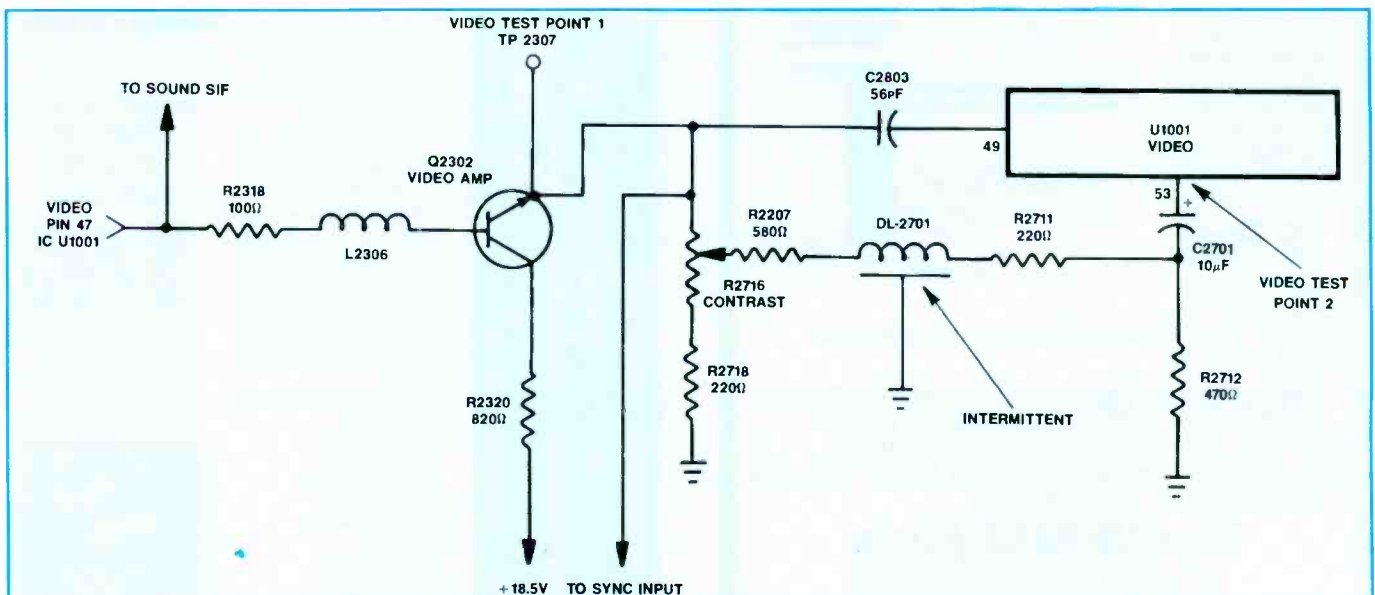 VIDEO TEST POINT 1
TP 2307
TO SOUND SIF
C2803
56pF
U1001
VIDEO
49
Q2302
VIDEO AMP
R2318
100Ω
VIDEO
PIN 47
IC U1001
L2306
53
+
R2207
580Ω
DL-2701
R2711
220Ω
C2701
10μF
VIDEO TEST
POINT 2
R2716
CONTRAST
R2718
220Ω
R2320
820Ω
INTERMITTENT
R2712
470Ω
+18.5V
TO SYNC INPUT